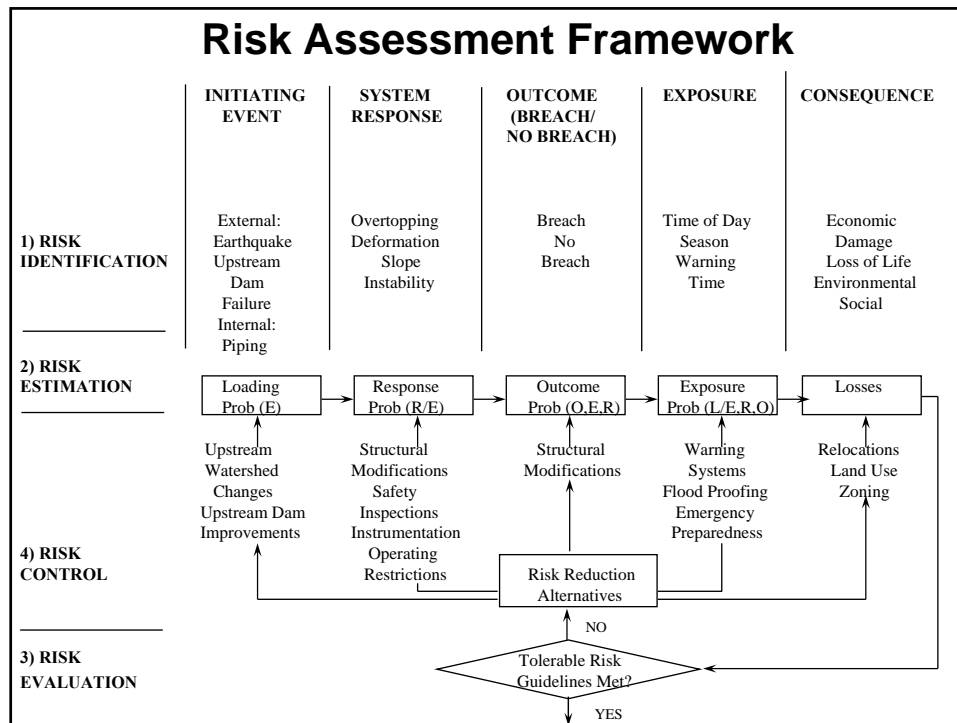 Risk Assessment Framework
INITIATING
EVENT
SYSTEM
RESPONSE
OUTCOME
(BREACH/
NO BREACH)
EXPOSURE
CONSEQUENCE
1) RISK
IDENTIFICATION
External:
Earthquake
Upstream
Dam
Failure
Internal:
Piping
Overtopping
Deformation
Slope
Instability
Breach
No
Breach
Time of Day
Season
Warning
Time
Economic
Damage
Loss of Life
Environmental
Social
2) RISK
ESTIMATION
Loading
Prob (E)
Response
Prob (R/E)
Outcome
Prob (O,E,R)
Exposure
Prob (L/E,R,O)
Losses
4) RISK
CONTROL
Upstream
Watershed
Changes
Upstream Dam
Improvements
Structural
Modifications
Safety
Inspections
Instrumentation
Operating
Restrictions
Structural
Modifications
Warning
Systems
Flood Proofing
Emergency
Preparedness
Relocations
Land Use
Zoning
Risk Reduction
Alternatives
NO
3) RISK
EVALUATION
Tolerable Risk
Guidelines Met?
YES